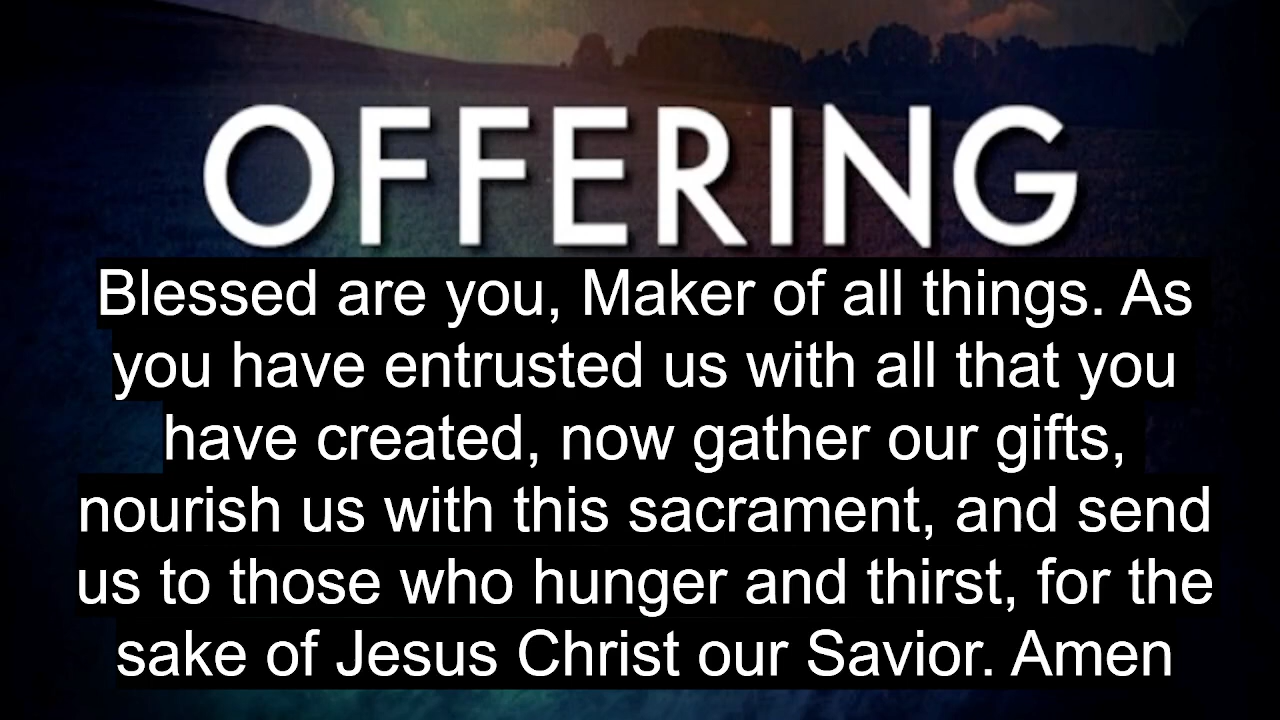 OFFERING
Blessed are you, Maker of all things. As
you have entrusted us with all that you
have created, now gather our gifts,
nourish us with this sacrament, and send
us to those who hunger and thirst, for the
sake of Jesus Christ our Savior. Amen